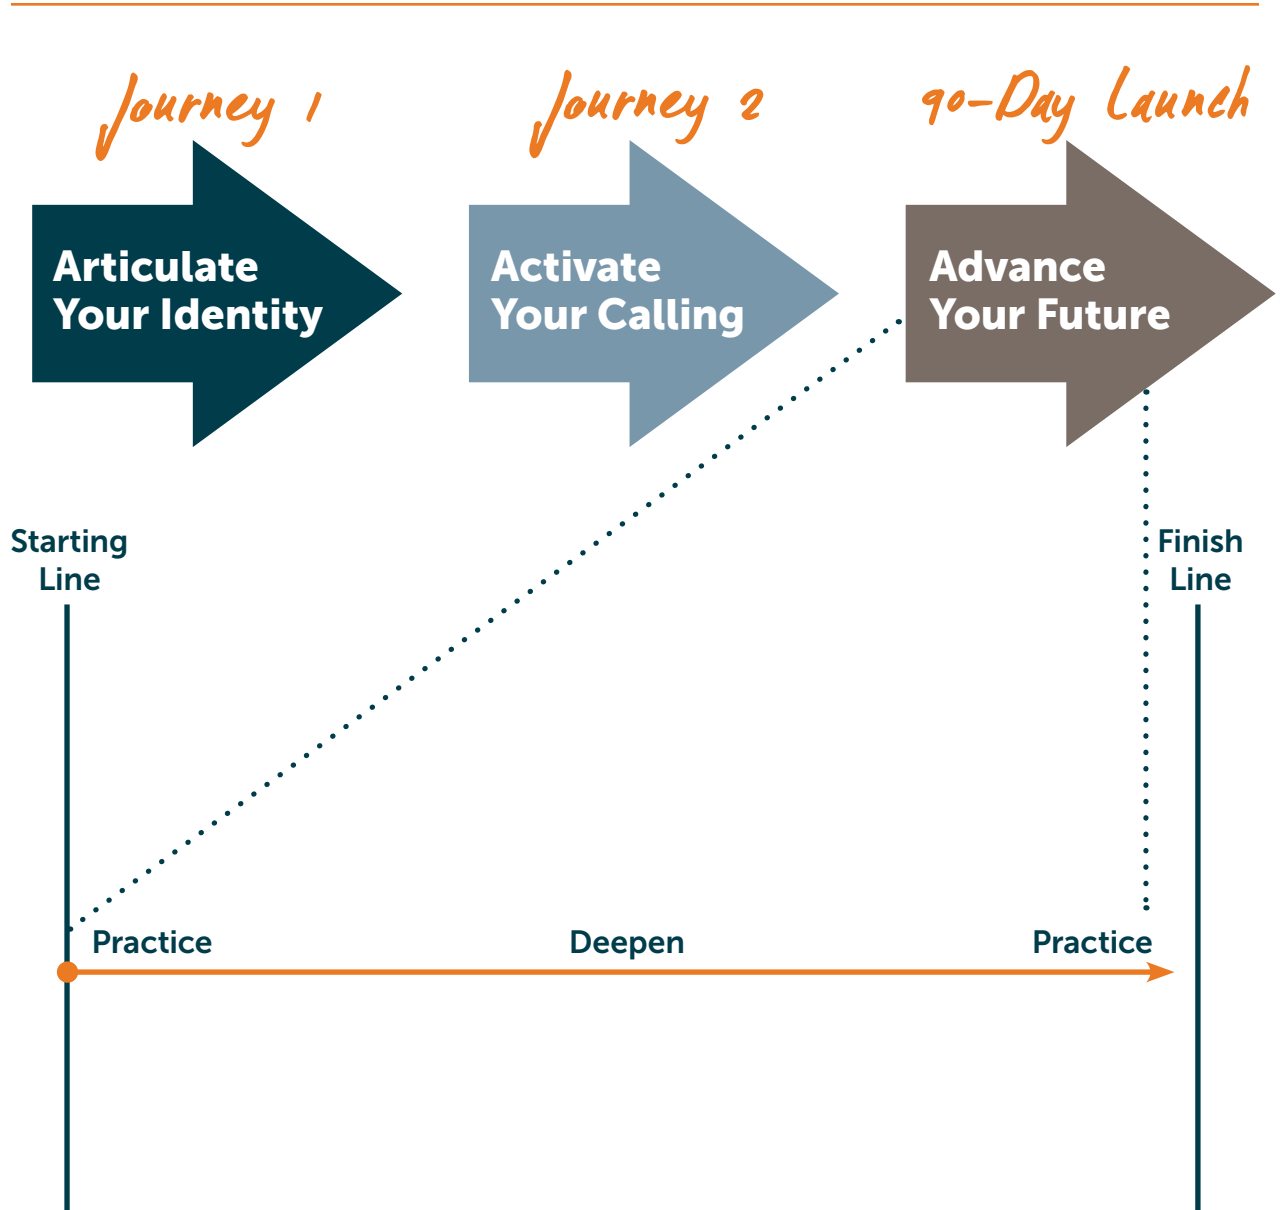 Journey 1
Journey 2
90-Day Launch
Articulate
Your Identity
Activate
Your Calling
Advance
Your Future
Starting
Line
Finish
Line
Practice
Deepen
Practice